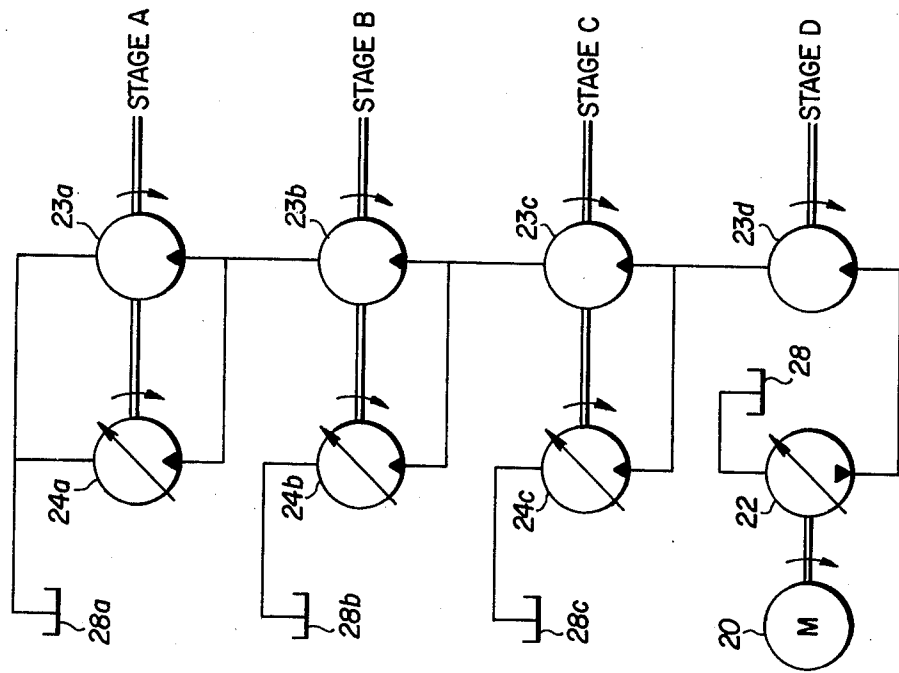 STAGE A
STAGE B
STAGE C
STAGE D
23a
23b
23c
23d
24a
24b
24c
22
28
28a
28b
28c
20
M